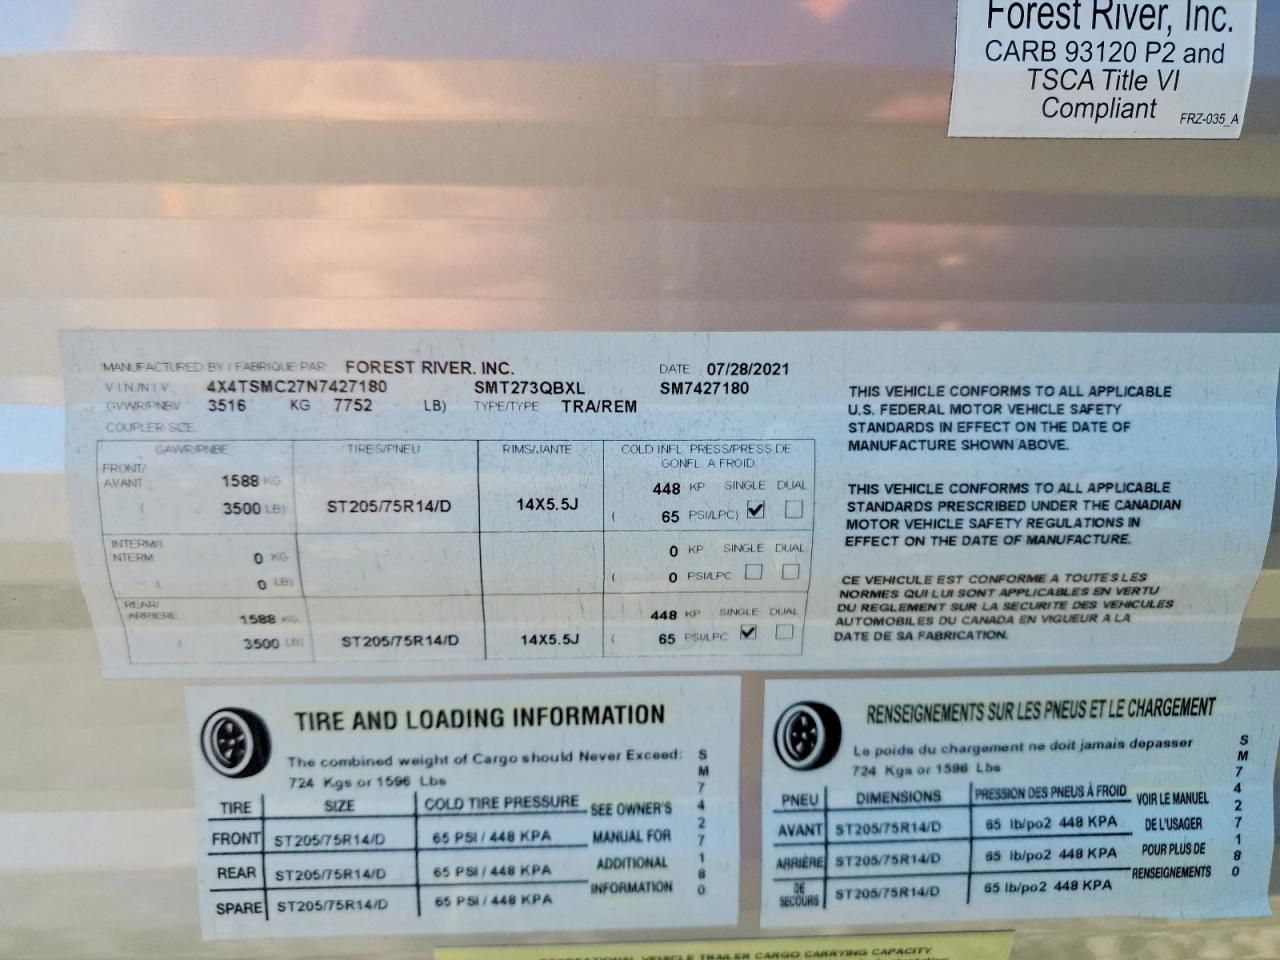 Forest River, Inc.
CARB 93120 P2 and
TSCA Title VI
Compliant
FRZ-035_A
MANUFACTURED BY / FABRIQUE PAR FOREST RIVER, INC. DATE 07/28/2021
V I N / N I V 4X4TSMC27N7427180 SMT273QBXL SM7427180
GVWR/PNBV 3516 KG 7752 LB) TYPE/TYPE TRA/REM
COUPLER SIZE
GAWR/PNBE TIRES/PNEU RIMS/JANTE COLD INFL PRESS/PRESS DE
GONFL. A FROID
FRONT/
AVANT 1588 KG 448 KP SINGLE DUAL
( 3500 LB) ST205/75R14/D 14X5.5J ( 65 PSI/LPC)
INTERM/I
NTERM 0 KG 0 KP SINGLE DUAL
( 0 LB) ( 0 PSI/LPC
REAR/
ARRIERE 1588 KG 448 KP SINGLE DUAL
( 3500 LB) ST205/75R14/D 14X5.5J ( 65 PSI/LPC
THIS VEHICLE CONFORMS TO ALL APPLICABLE
U.S. FEDERAL MOTOR VEHICLE SAFETY
STANDARDS IN EFFECT ON THE DATE OF
MANUFACTURE SHOWN ABOVE.
THIS VEHICLE CONFORMS TO ALL APPLICABLE
STANDARDS PRESCRIBED UNDER THE CANADIAN
MOTOR VEHICLE SAFETY REGULATIONS IN
EFFECT ON THE DATE OF MANUFACTURE.
CE VEHICULE EST CONFORME A TOUTES LES
NORMES QUI LUI SONT APPLICABLES EN VERTU
DU REGLEMENT SUR LA SECURITE DES VEHICULES
AUTOMOBILES DU CANADA EN VIGUEUR A LA
DATE DE SA FABRICATION.
TIRE AND LOADING INFORMATION
The combined weight of Cargo should Never Exceed:
724 Kgs or 1596 Lbs
TIRE SIZE COLD TIRE PRESSURE
FRONT ST205/75R14/D 65 PSI / 448 KPA
REAR ST205/75R14/D 65 PSI / 448 KPA
SPARE ST205/75R14/D 65 PSI / 448 KPA
SEE OWNER'S
MANUAL FOR
ADDITIONAL
INFORMATION
SM7427180
RENSEIGNEMENTS SUR LES PNEUS ET LE CHARGEMENT
Le poids du chargement ne doit jamais depasser
724 Kgs or 1596 Lbs
PNEU DIMENSIONS PRESSION DES PNEUS À FROID
AVANT ST205/75R14/D 65 lb/po2 448 KPA
ARRIÈRE ST205/75R14/D 65 lb/po2 448 KPA
DE
SECOURS ST205/75R14/D 65 lb/po2 448 KPA
VOIR LE MANUEL
DE L'USAGER
POUR PLUS DE
RENSEIGNEMENTS
SM7427180
RECREATIONAL VEHICLE TRAILER CARGO CARRYING CAPACITY